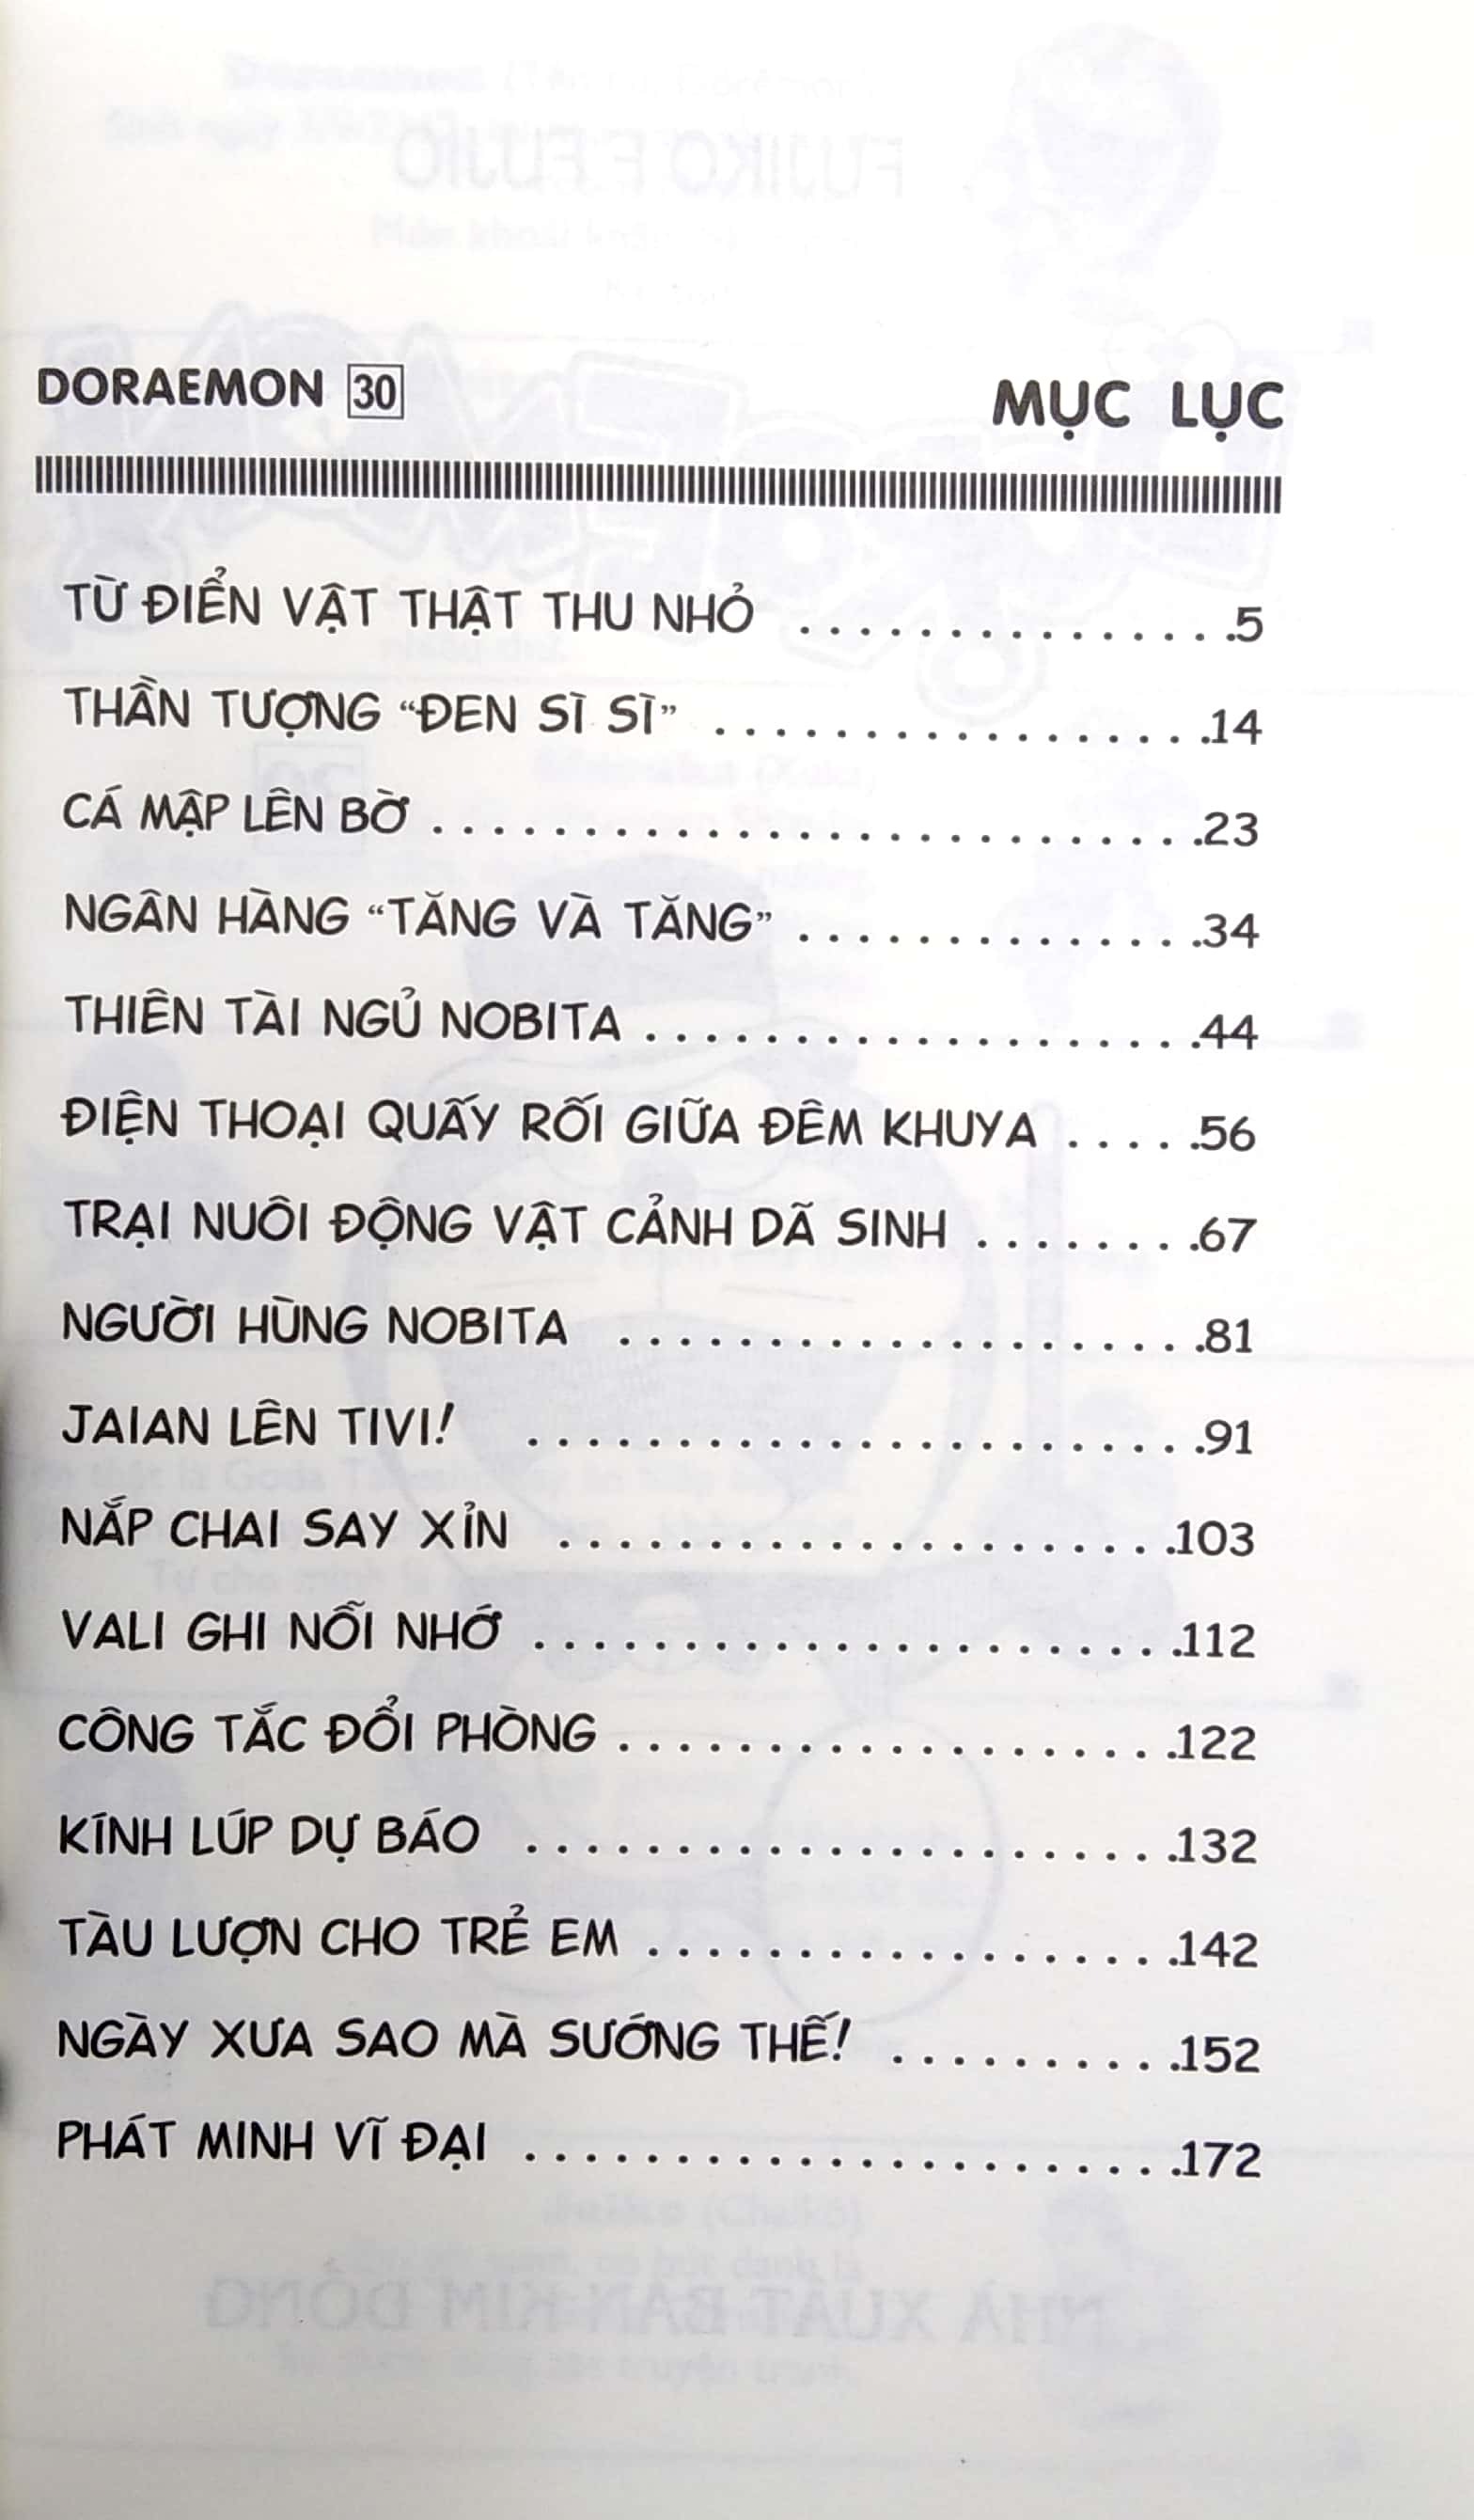 DORAEMON 30 MỤC LỤC
TỪ ĐIỂN VẬT THẬT THU NHỎ ...............5
THẦN TƯỢNG “ĐEN SÌ SÌ” .................14
CÁ MẬP LÊN BỜ ..........................23
NGÂN HÀNG “TĂNG VÀ TĂNG” ..............34
THIÊN TÀI NGỦ NOBITA ...................44
ĐIỆN THOẠI QUẤY RỐI GIỮA ĐÊM KHUYA .....56
TRẠI NUÔI ĐỘNG VẬT CẢNH DÃ SINH ........67
NGƯỜI HÙNG NOBITA ....................81
JAIAN LÊN TIVI! .......................91
NẮP CHAI SAY XỈN .....................103
VALI GHI NỖI NHỚ ......................112
CÔNG TẮC ĐỔI PHÒNG ...................122
KÍNH LÚP DỰ BÁO ......................132
TÀU LƯỢN CHO TRẺ EM ..................142
NGÀY XƯA SAO MÀ SƯỚNG THẾ! ..........152
PHÁT MINH VĨ ĐẠI ......................172